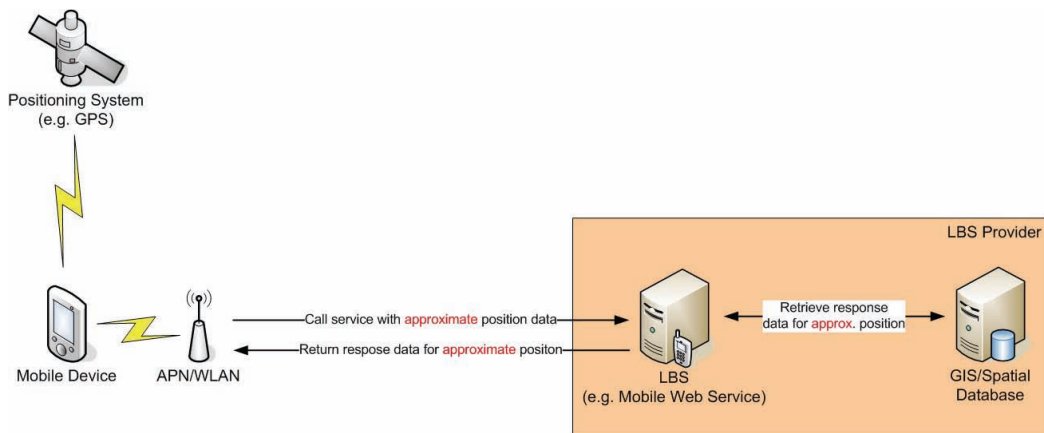 Positioning System
(e.g. GPS)
LBS Provider
Call service with approximate position data
Return respose data for approximate positon
Retrieve response
data for approx. position
Mobile Device
APN/WLAN
LBS
(e.g. Mobile Web Service)
GIS/Spatial
Database